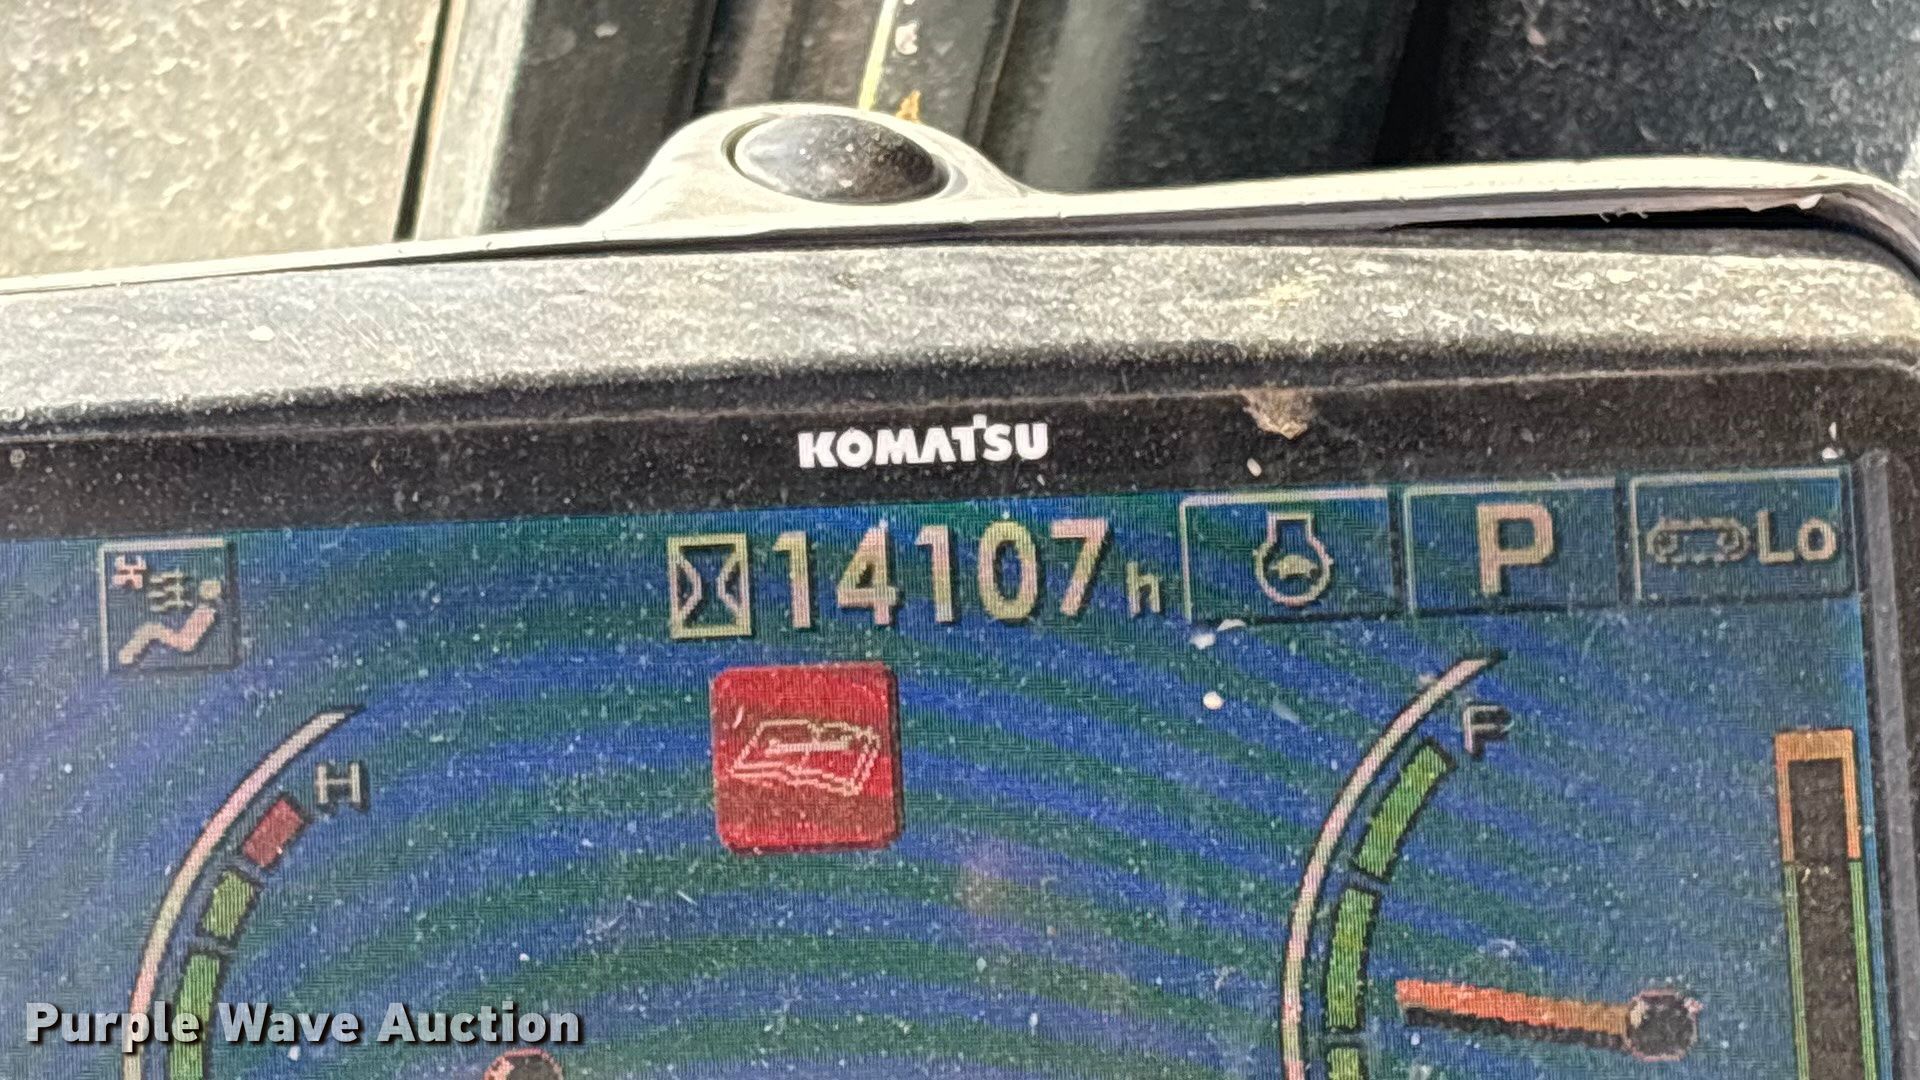 KOMATSU
14107h
P
Lo
H
F
Purple Wave Auction